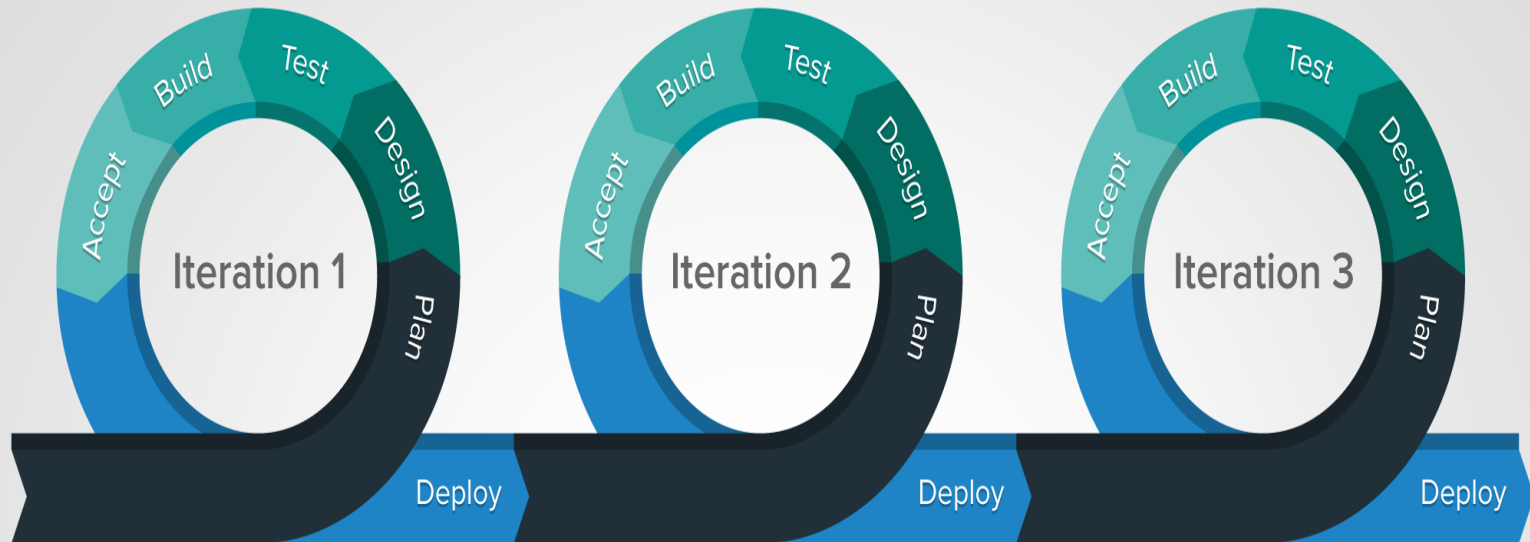 Build
Test
Accept
Design
Iteration 1
Plan
Deploy
Build
Test
Accept
Design
Iteration 2
Plan
Deploy
Build
Test
Accept
Design
Iteration 3
Plan
Deploy